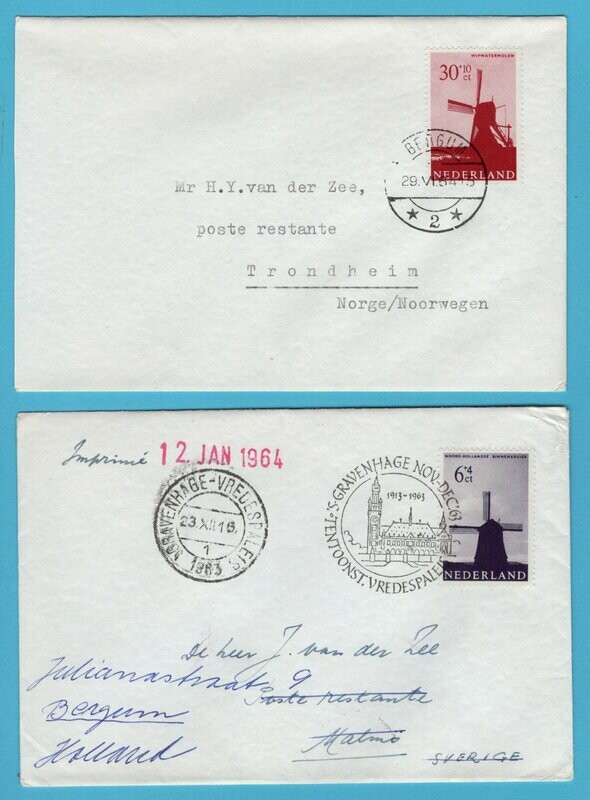 WIPWATERMOLEN
30+10
ct
NEDERLAND
BERGUM
29.VI.64
2
Mr H.Y.van der Zee,
poste restante
Trondheim
Norge/Noorwegen
Imprimé
12. JAN 1964
'S-GRAVENHAGE-VREDESPALEIS
23.XII.16.
1
1963
'S-GRAVENHAGE NOV.-DEC.'63
1913-1963
TENTOONST. VREDESPALEIS
NOORD-HOLLANDSE BINNENKRUIER
6+4
ct
NEDERLAND
De heer J. van der Zee
Julianastraat 9
Poste restante
Bergum
Malmö
Holland
SVERIGE